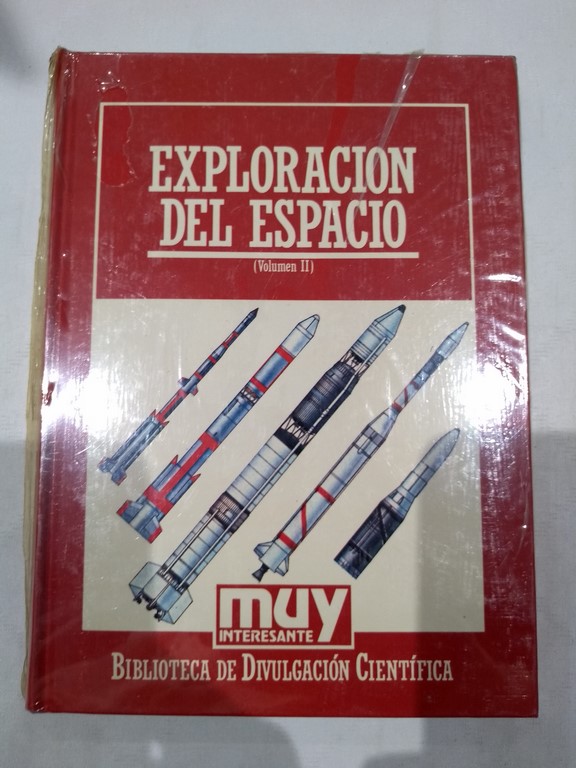 EXPLORACION
DEL ESPACIO
(Volumen II)
muy
INTERESANTE
BIBLIOTECA DE DIVULGACIÓN CIENTÍFICA